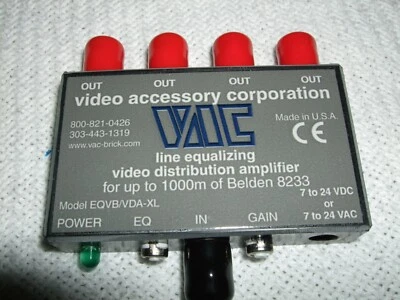 OUT OUT OUT OUT
video accessory corporation
800-821-0426
303-443-1319
www.vac-brick.com
VAC
Made in U.S.A.
CE
line equalizing
video distribution amplifier
for up to 1000m of Belden 8233
Model EQVB/VDA-XL
7 to 24 VDC
or
7 to 24 VAC
POWER EQ IN GAIN